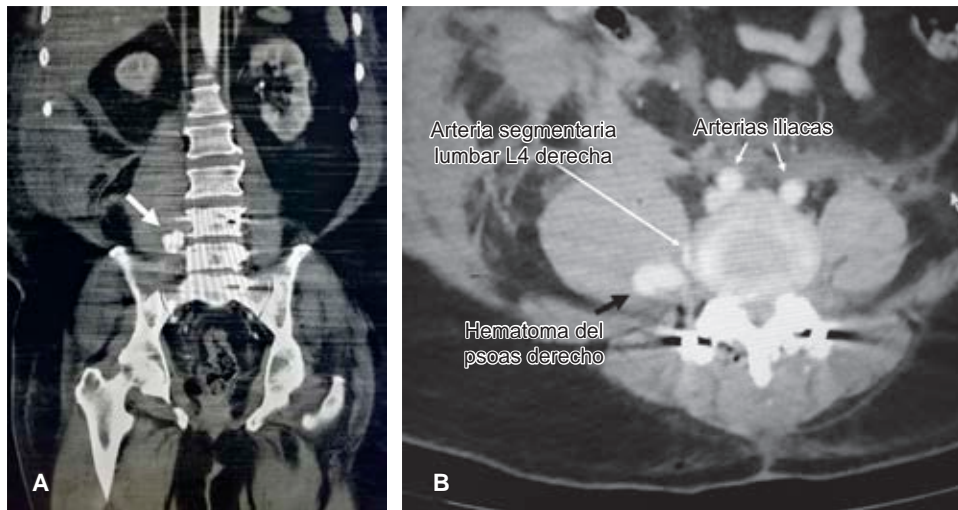 Arteria segmentaria
lumbar L4 derecha
Arterias iliacas
Hematoma del
psoas derecho
A
B